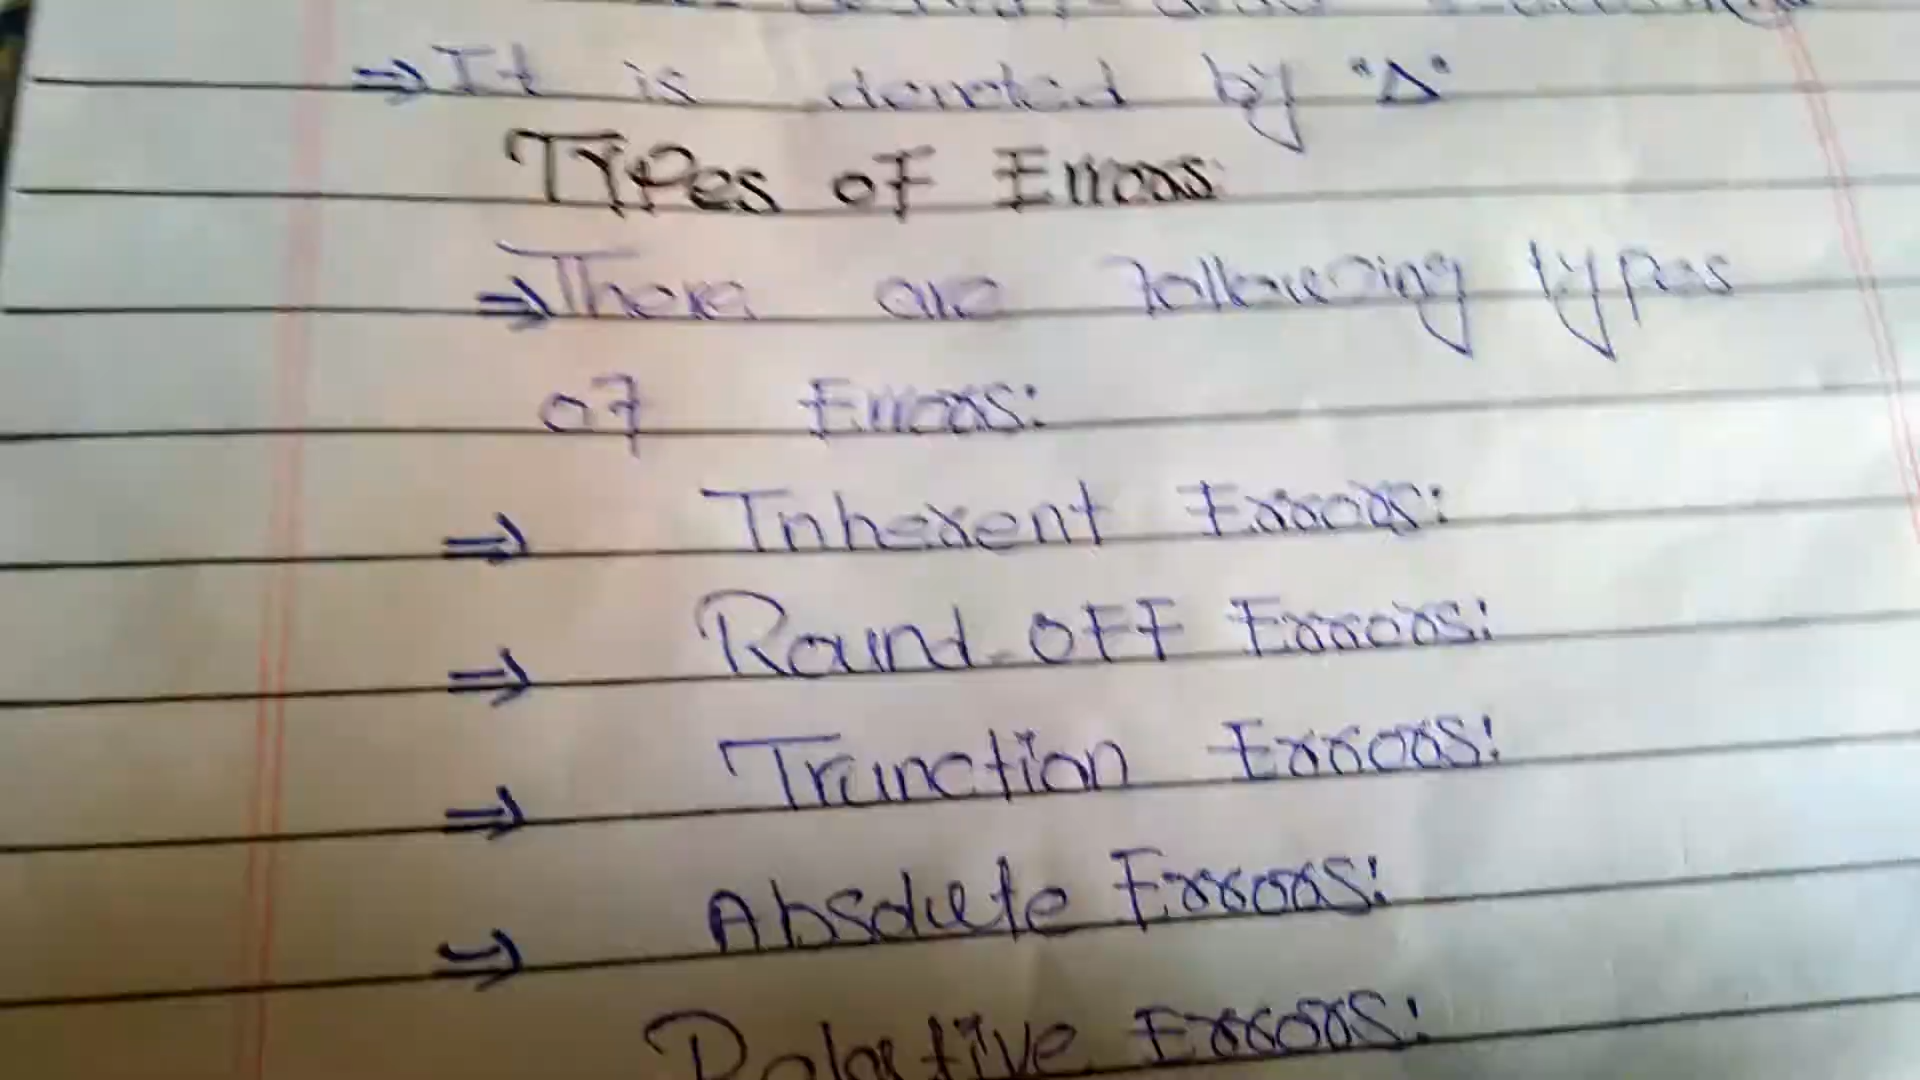 ⇒ It is denoted by "Δ"
Types of Errors
⇒ There are following types
of Errors:
⇒ Inherent Errors:
⇒ Round-off Errors:
⇒ Trunction Errors:
⇒ Absolute Errors:
Relative Errors: